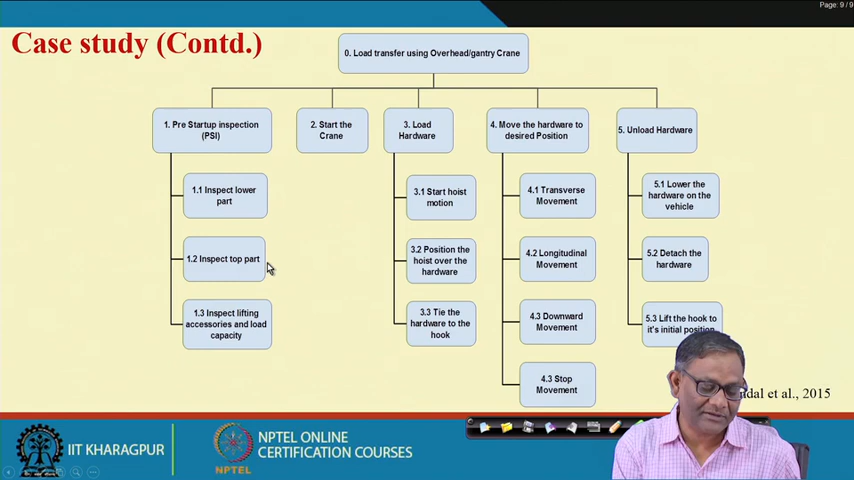 Page: 9 / 9
Case study (Contd.)
0. Load transfer using Overhead/gantry Crane
1. Pre Startup inspection
(PSI)
2. Start the
Crane
3. Load
Hardware
4. Move the hardware to
desired Position
5. Unload Hardware
1.1 Inspect lower
part
1.2 Inspect top part
1.3 Inspect lifting
accessories and load
capacity
3.1 Start hoist
motion
3.2 Position the
hoist over the
hardware
3.3 Tie the
hardware to the
hook
4.1 Transverse
Movement
4.2 Longitudinal
Movement
4.3 Downward
Movement
4.3 Stop
Movement
5.1 Lower the
hardware on the
vehicle
5.2 Detach the
hardware
5.3 Lift the hook to
it's initial position
et al., 2015
IIT KHARAGPUR
NPTEL
NPTEL ONLINE
CERTIFICATION COURSES